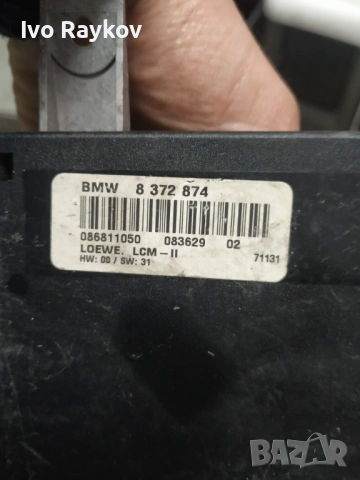 Ivo Raykov
BMW 8 372 874
086811050 083629 02
LOEWE. LCM-II 71131
HW: 00 / SW: 31
BAZAR